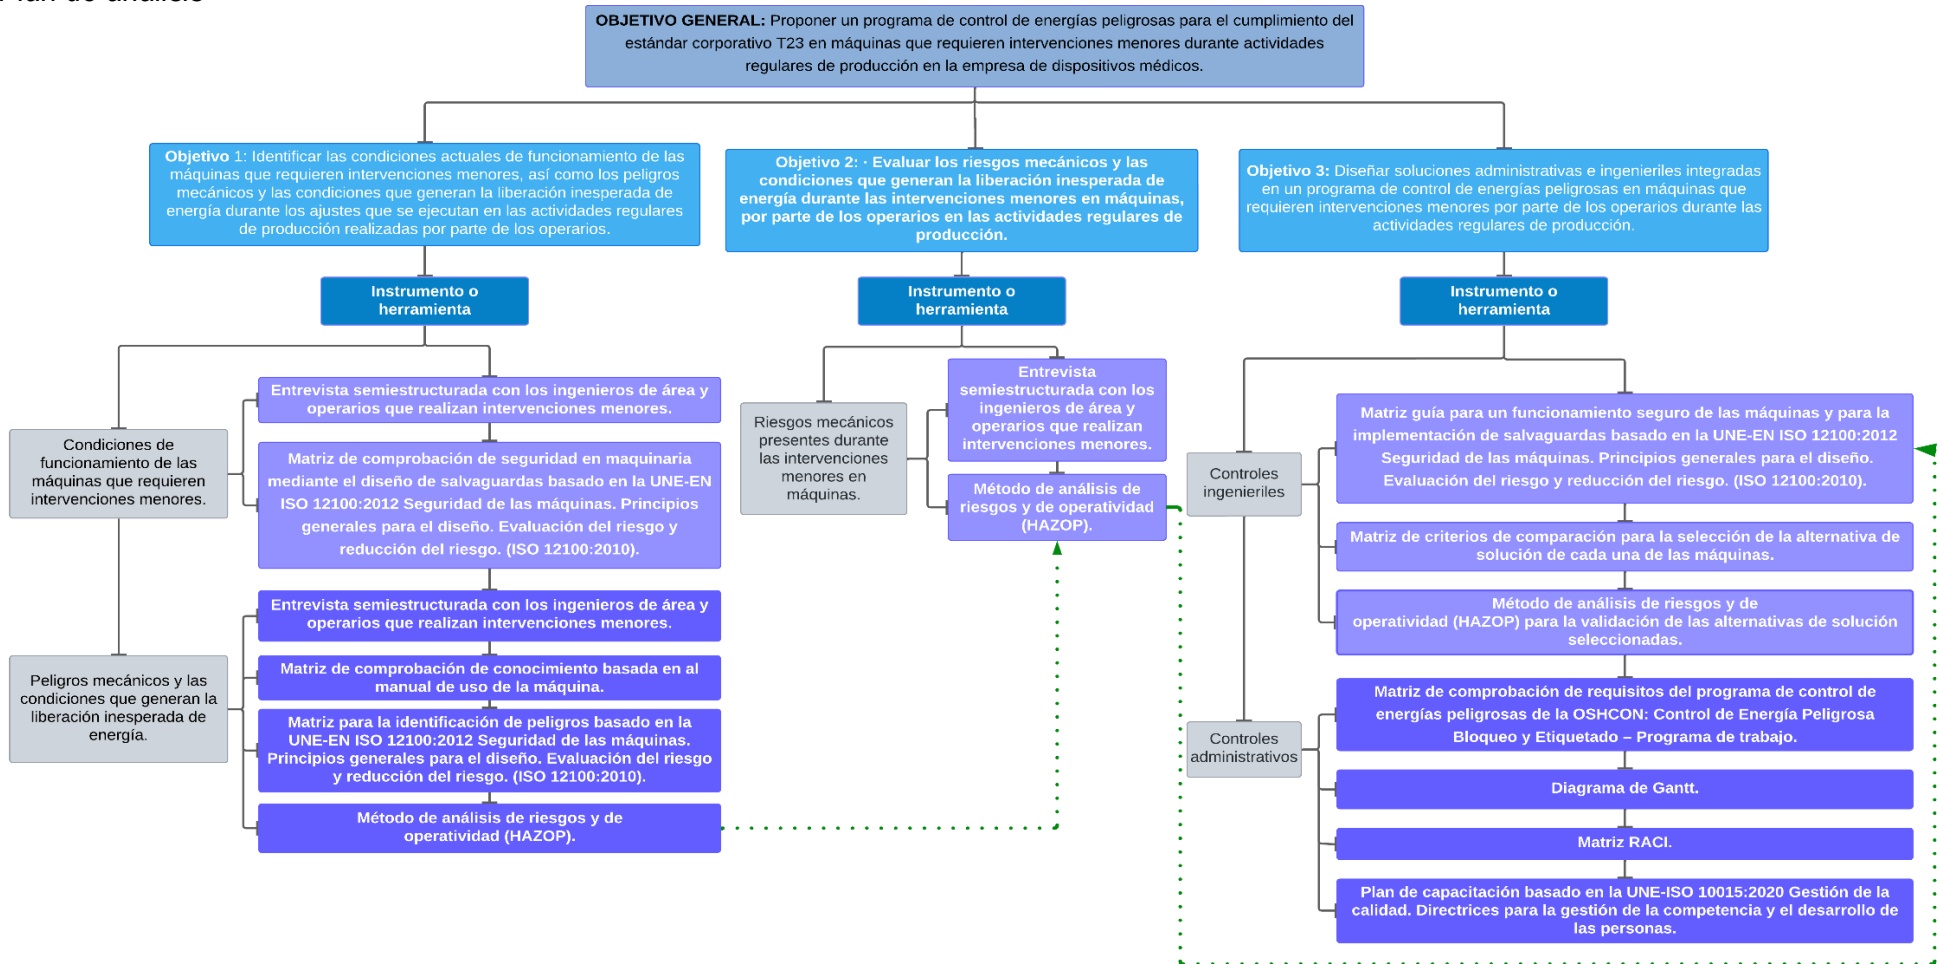 Plan de análisis
OBJETIVO GENERAL: Proponer un programa de control de energías peligrosas para el cumplimiento del
estándar corporativo T23 en máquinas que requieren intervenciones menores durante actividades
regulares de producción en la empresa de dispositivos médicos.
Objetivo 1: Identificar las condiciones actuales de funcionamiento de las
máquinas que requieren intervenciones menores, así como los peligros
mecánicos y las condiciones que generan la liberación inesperada de
energía durante los ajustes que se ejecutan en las actividades regulares
de producción realizadas por parte de los operarios.
Instrumento o
herramienta
Condiciones de
funcionamiento de las
máquinas que requieren
intervenciones menores.
Entrevista semiestructurada con los ingenieros de área y
operarios que realizan intervenciones menores.
Matriz de comprobación de seguridad en maquinaria
mediante el diseño de salvaguardas basado en la UNE-EN
ISO 12100:2012 Seguridad de las máquinas. Principios
generales para el diseño. Evaluación del riesgo y
reducción del riesgo. (ISO 12100:2010).
Peligros mecánicos y las
condiciones que generan la
liberación inesperada de
energía.
Entrevista semiestructurada con los ingenieros de área y
operarios que realizan intervenciones menores.
Matriz de comprobación de conocimiento basada en al
manual de uso de la máquina.
Matriz para la identificación de peligros basado en la
UNE-EN ISO 12100:2012 Seguridad de las máquinas.
Principios generales para el diseño. Evaluación del riesgo
y reducción del riesgo. (ISO 12100:2010).
Método de análisis de riesgos y de
operatividad (HAZOP).
Objetivo 2: · Evaluar los riesgos mecánicos y las
condiciones que generan la liberación inesperada de
energía durante las intervenciones menores en máquinas,
por parte de los operarios en las actividades regulares de
producción.
Instrumento o
herramienta
Riesgos mecánicos
presentes durante
las intervenciones
menores en
máquinas.
Entrevista
semiestructurada con los
ingenieros de área y
operarios que realizan
intervenciones menores.
Método de análisis de
riesgos y de operatividad
(HAZOP).
Objetivo 3: Diseñar soluciones administrativas e ingenieriles integradas
en un programa de control de energías peligrosas en máquinas que
requieren intervenciones menores por parte de los operarios durante las
actividades regulares de producción.
Instrumento o
herramienta
Controles
ingenieriles
Matriz guía para un funcionamiento seguro de las máquinas y para la
implementación de salvaguardas basado en la UNE-EN ISO 12100:2012
Seguridad de las máquinas. Principios generales para el diseño.
Evaluación del riesgo y reducción del riesgo. (ISO 12100:2010).
Matriz de criterios de comparación para la selección de la alternativa de
solución de cada una de las máquinas.
Método de análisis de riesgos y de
operatividad (HAZOP) para la validación de las alternativas de solución
seleccionadas.
Controles
administrativos
Matriz de comprobación de requisitos del programa de control de
energías peligrosas de la OSHCON: Control de Energía Peligrosa
Bloqueo y Etiquetado – Programa de trabajo.
Diagrama de Gantt.
Matriz RACI.
Plan de capacitación basado en la UNE-ISO 10015:2020 Gestión de la
calidad. Directrices para la gestión de la competencia y el desarrollo de
las personas.